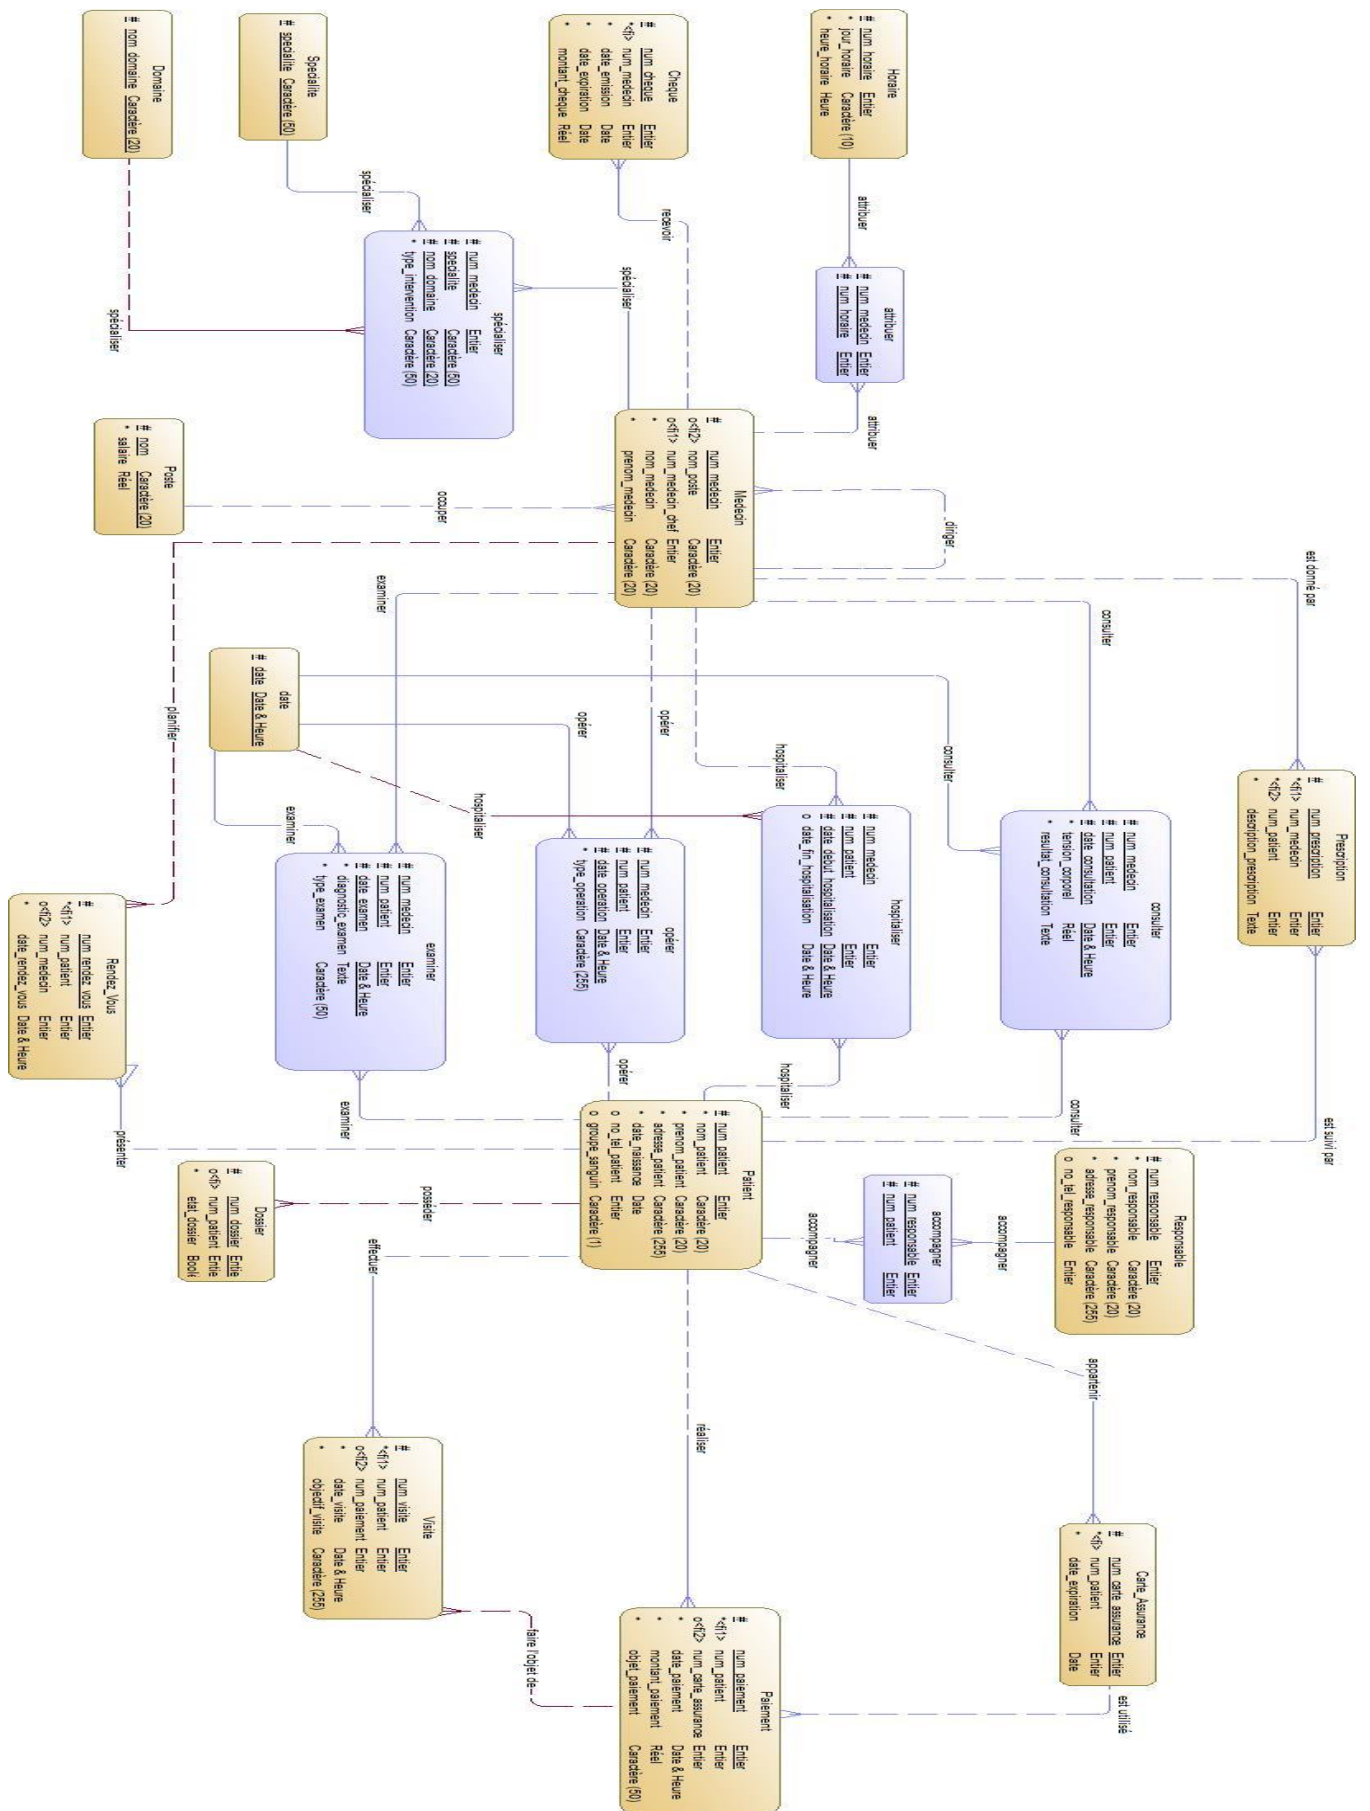 Horaire
# num_horaire Entier
* jour_horaire Caractère (10)
* heure_horaire Heure
attribuer
attribuer
# num_medecin Entier
# num_horaire Entier
attribuer
Cheque
# num_cheque Entier
*<fi> num_medecin Entier
* date_emission Date
* date_expiration Date
* montant_cheque Réel
recevoir
Specialite
# specialite Caractère (50)
spécialiser
Domaine
# nom_domaine Caractère (20)
spécialiser
spécialiser
# num_medecin Entier
# specialite Caractère (50)
# nom_domaine Caractère (20)
* type_intervention Caractère (50)
spécialiser
Medecin
# num_medecin Entier
o<fi2> nom_poste Caractère (20)
o<fi1> num_medecin_chef Entier
* nom_medecin Caractère (20)
* prenom_medecin Caractère (20)
diriger
Poste
# nom Caractère (20)
* salaire Réel
occuper
est donné par
consulter
hospitaliser
opérer
examiner
planifier
date
# date Date & Heure
consulter
opérer
hospitaliser
examiner
Prescription
# num_prescription Entier
*<fi1> num_medecin Entier
*<fi2> num_patient Entier
* description_prescription Texte
est suivi par
consulter
# num_medecin Entier
# num_patient Entier
# date_consultation Date & Heure
* tension_corporel Réel
* resultat_consultation Texte
consulter
hospitaliser
# num_medecin Entier
# num_patient Entier
# date_debut_hospitalisation Date & Heure
o date_fin_hospitalisation Date & Heure
hospitaliser
opérer
# num_medecin Entier
# num_patient Entier
# date_operation Date & Heure
* type_operation Caractère (255)
opérer
examiner
# num_medecin Entier
# num_patient Entier
# date_examen Date & Heure
* diagnostic_examen Texte
* type_examen Caractère (50)
examiner
Rendez_Vous
# num_rendez_vous Entier
*<fi1> num_patient Entier
o<fi2> num_medecin Entier
* date_rendez_vous Date & Heure
présenter
Patient
# num_patient Entier
* nom_patient Caractère (20)
* prenom_patient Caractère (20)
* adresse_patient Caractère (255)
* date_naissance Date
o no_tel_patient Entier
o groupe_sanguin Caractère (1)
Responsable
# num_responsable Entier
* nom_responsable Caractère (20)
* prenom_responsable Caractère (20)
* adresse_responsable Caractère (255)
o no_tel_responsable Entier
accompagner
accompagner
# num_responsable Entier
# num_patient Entier
accompagner
Dossier
# num_dossier Entie
o<fi> num_patient Entie
* etat_dossier Boolé
posséder
effectuer
réaliser
appartenir
Visite
# num_visite Entier
*<fi1> num_patient Entier
o<fi2> num_paiement Entier
* date_visite Date & Heure
* objectif_visite Caractère (255)
faire l'objet de
Carte_Assurance
# num_carte_assurance Entier
*<fi> num_patient Entier
* date_expiration Date
est utilisé
Paiement
# num_paiement Entier
*<fi1> num_patient Entier
o<fi2> num_carte_assurance Entier
* date_paiement Date & Heure
* montant_paiement Réel
* objet_paiement Caractère (50)